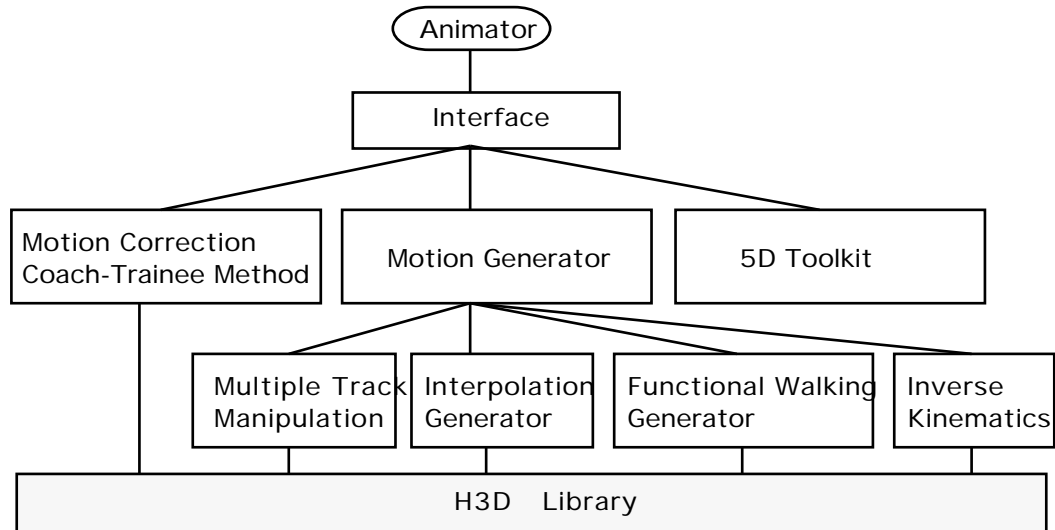 Animator
Interface
Motion Correction
Coach-Trainee Method
Motion Generator
5D Toolkit
Multiple Track
Manipulation
Interpolation
Generator
Functional Walking
Generator
Inverse
Kinematics
H3D Library